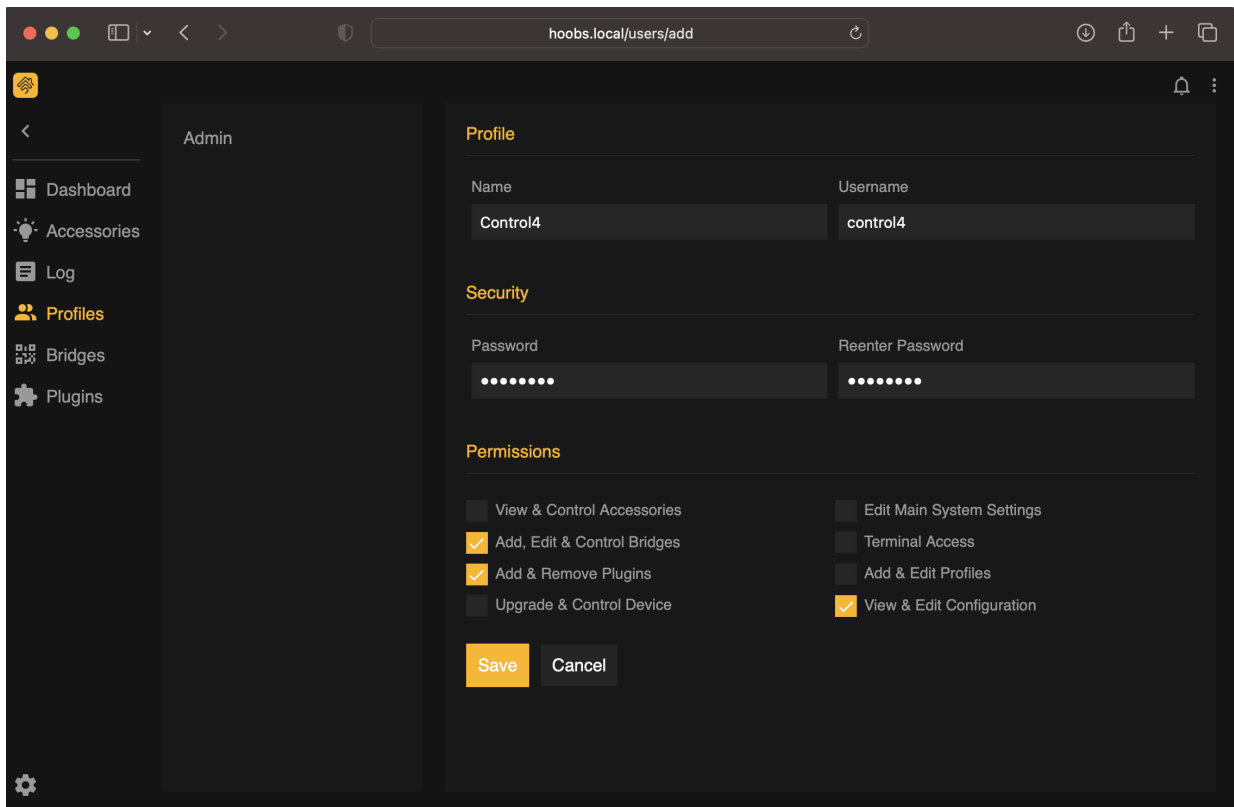 hoobs.local/users/add
Dashboard
Accessories
Log
Profiles
Bridges
Plugins
Admin
Profile
Name Username
Control4 control4
Security
Password Reenter Password
•••••••• ••••••••
Permissions
View & Control Accessories Edit Main System Settings
Add, Edit & Control Bridges Terminal Access
Add & Remove Plugins Add & Edit Profiles
Upgrade & Control Device View & Edit Configuration
Save Cancel